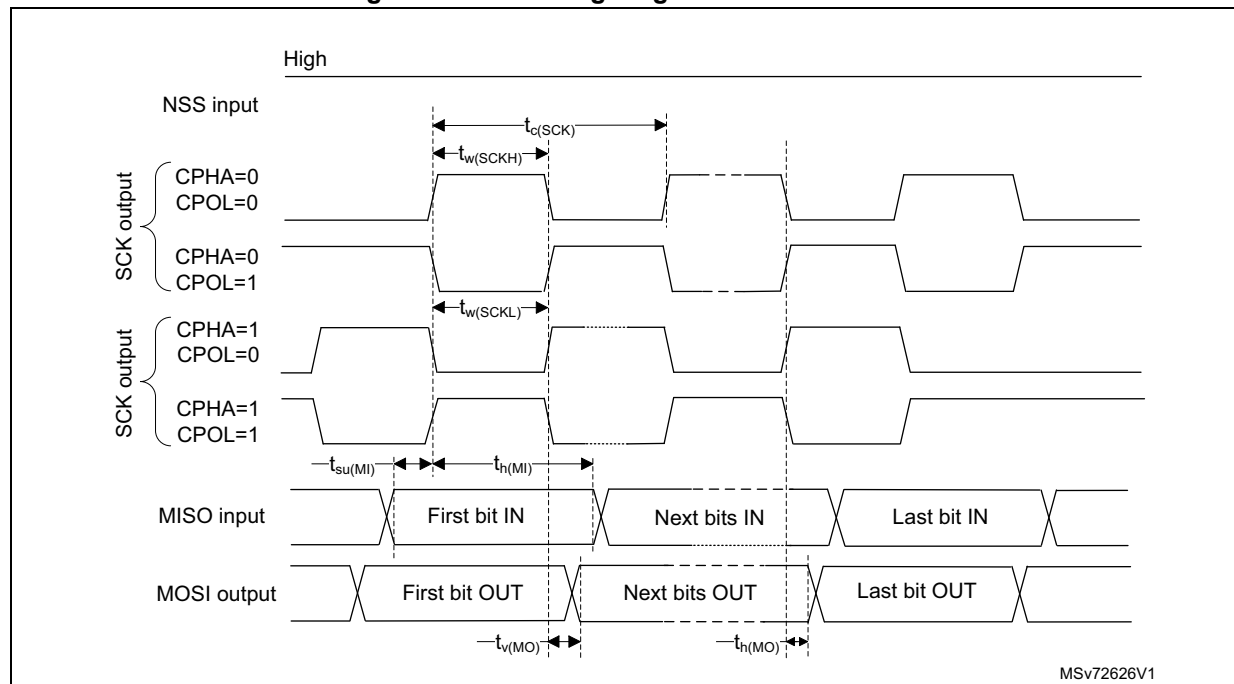 High
NSS input
tc(SCK)
tw(SCKH)
SCK output
CPHA=0
CPOL=0
CPHA=0
CPOL=1
tw(SCKL)
SCK output
CPHA=1
CPOL=0
CPHA=1
CPOL=1
tsu(MI)
th(MI)
MISO input
First bit IN
Next bits IN
Last bit IN
MOSI output
First bit OUT
Next bits OUT
Last bit OUT
tv(MO)
th(MO)
MSv72626V1